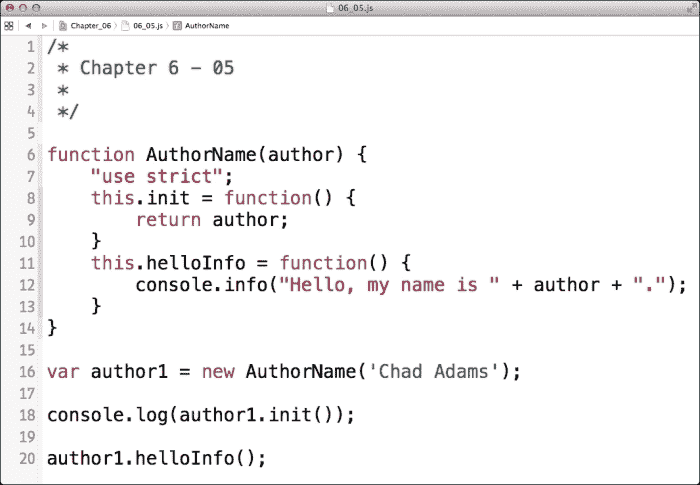 06_05.js
Chapter_06 > 06_05.js > AuthorName
1 /*
2  * Chapter 6 - 05
3  *
4  */
5
6 function AuthorName(author) {
7     "use strict";
8     this.init = function() {
9         return author;
10     }
11     this.helloInfo = function() {
12         console.info("Hello, my name is " + author + ".");
13     }
14 }
15
16 var author1 = new AuthorName('Chad Adams');
17
18 console.log(author1.init());
19
20 author1.helloInfo();